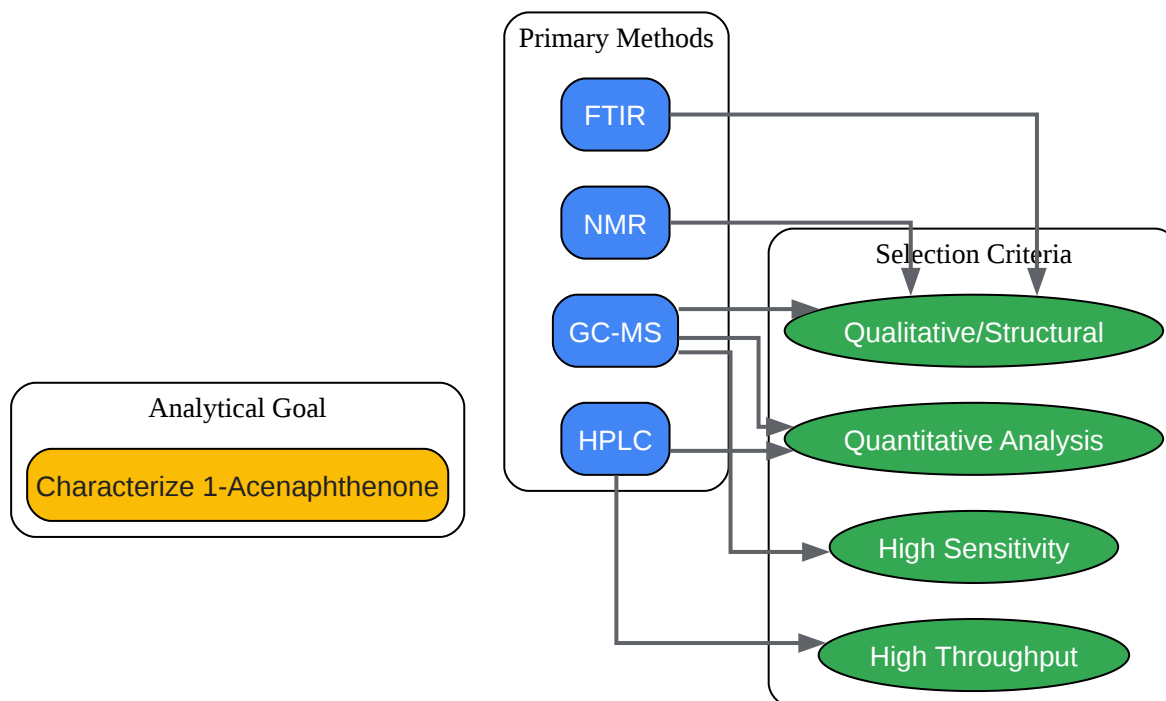 Primary Methods
FTIR
NMR
GC-MS
HPLC
Analytical Goal
Characterize 1-Acenaphthenone
Selection Criteria
Qualitative/Structural
Quantitative Analysis
High Sensitivity
High Throughput